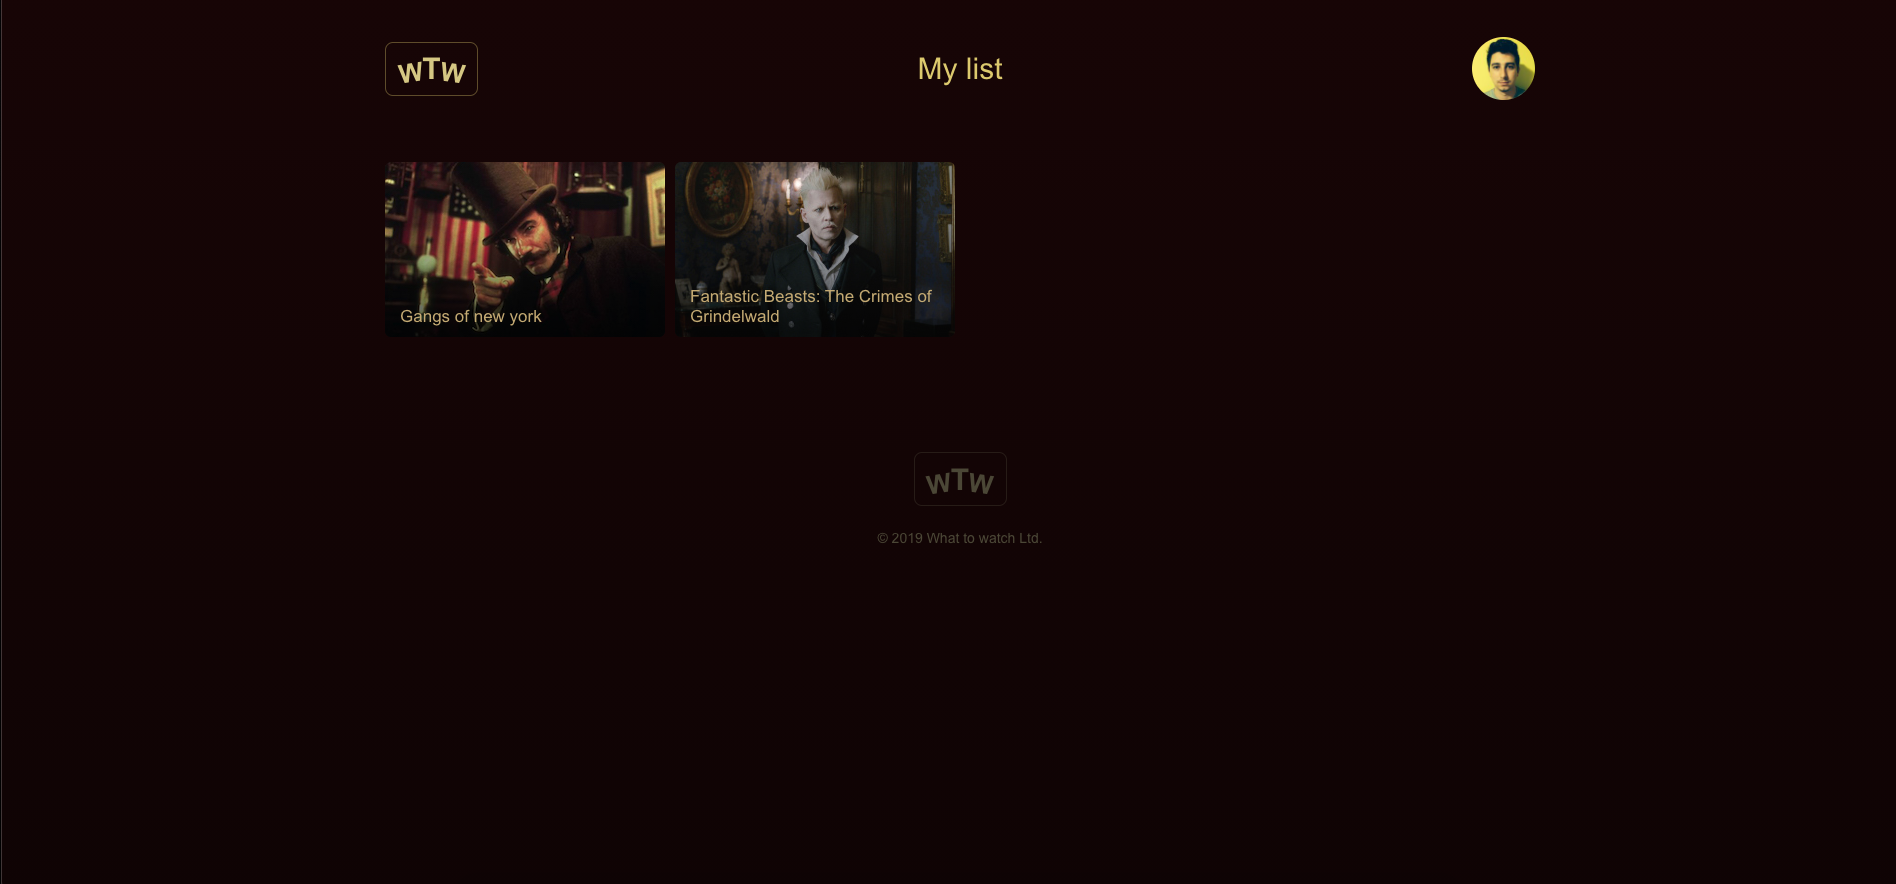 WTW
My list
Gangs of new york
Fantastic Beasts: The Crimes of
Grindelwald
WTW
© 2019 What to watch Ltd.